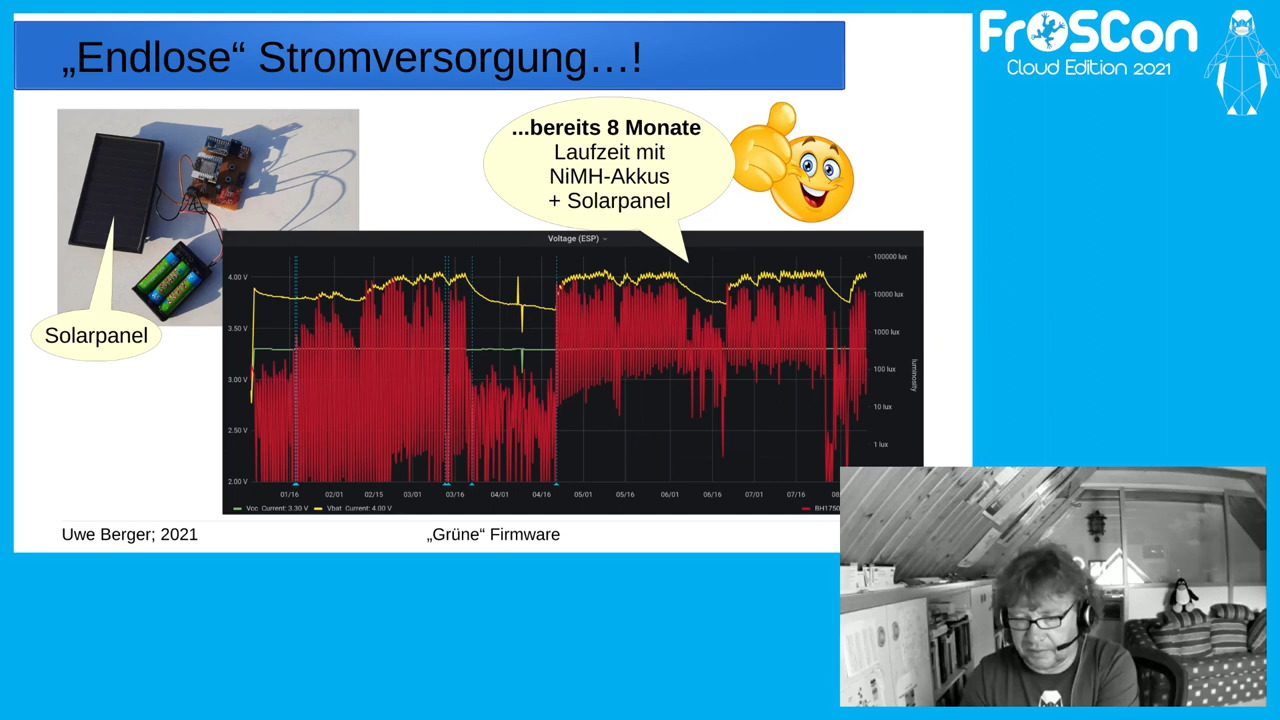 „Endlose“ Stromversorgung…!
FrOSCon
Cloud Edition 2021
...bereits 8 Monate
Laufzeit mit
NiMH-Akkus
+ Solarpanel
Solarpanel
Voltage (ESP)
4.00 V
3.50 V
3.00 V
2.50 V
2.00 V
100000 lux
10000 lux
1000 lux
100 lux
10 lux
1 lux
luminosity
01/16 02/01 02/15 03/01 03/16 04/01 04/16 05/01 05/16 06/01 06/16 07/01 07/16
Vcc Current: 3.30 V Vbat Current: 4.00 V
BH1750
Uwe Berger; 2021
„Grüne“ Firmware